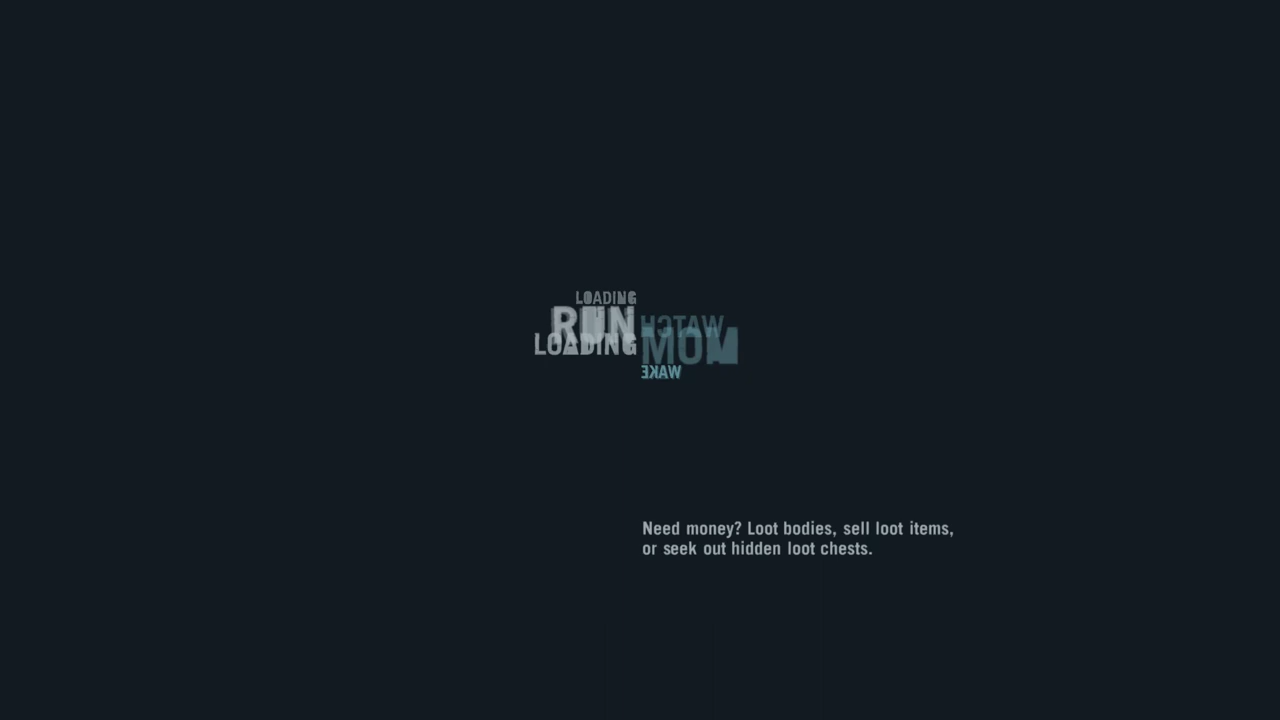 LOADING
RUN
LOADING
WATCH
MOM
WAKE
Need money? Loot bodies, sell loot items,
or seek out hidden loot chests.